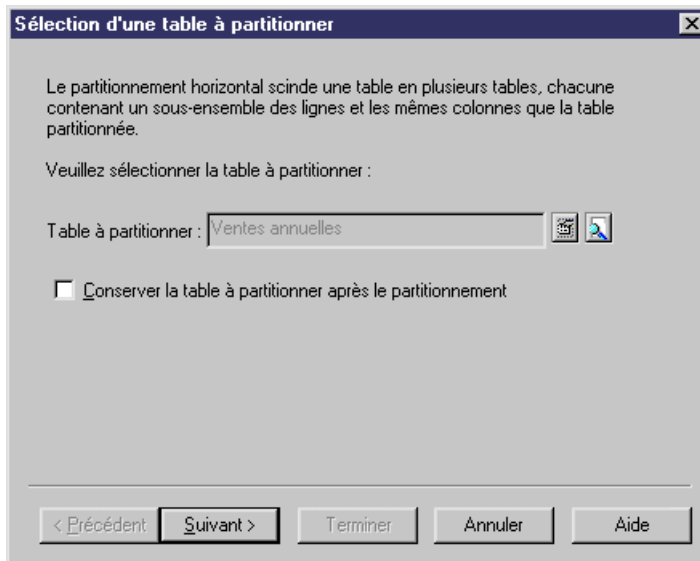 Sélection d'une table à partitionner
Le partitionnement horizontal scinde une table en plusieurs tables, chacune
contenant un sous-ensemble des lignes et les mêmes colonnes que la table
partitionnée.
Veuillez sélectionner la table à partitionner :
Table à partitionner : Ventes annuelles
Conserver la table à partitionner après le partitionnement
< Précédent Suivant > Terminer Annuler Aide